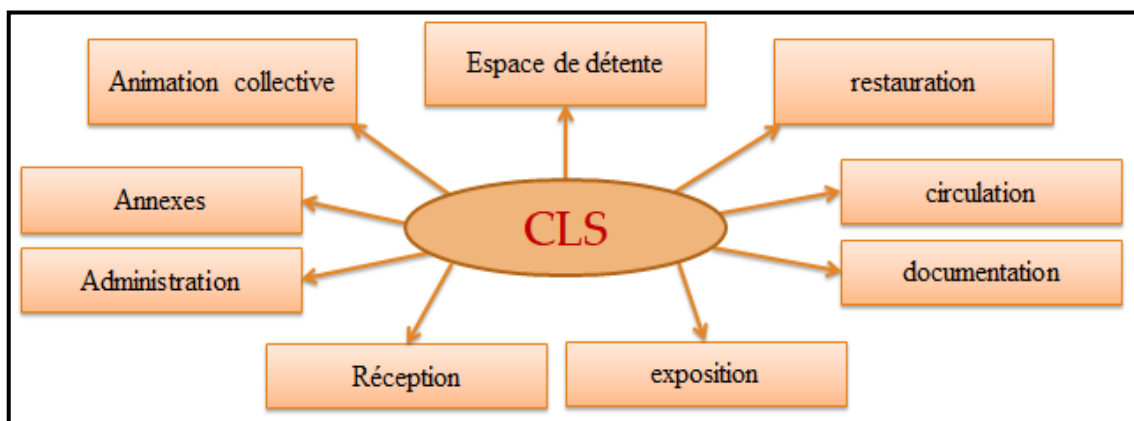 Espace de détente
Animation collective
restauration
Annexes
circulation
CLS
Administration
documentation
Réception
exposition